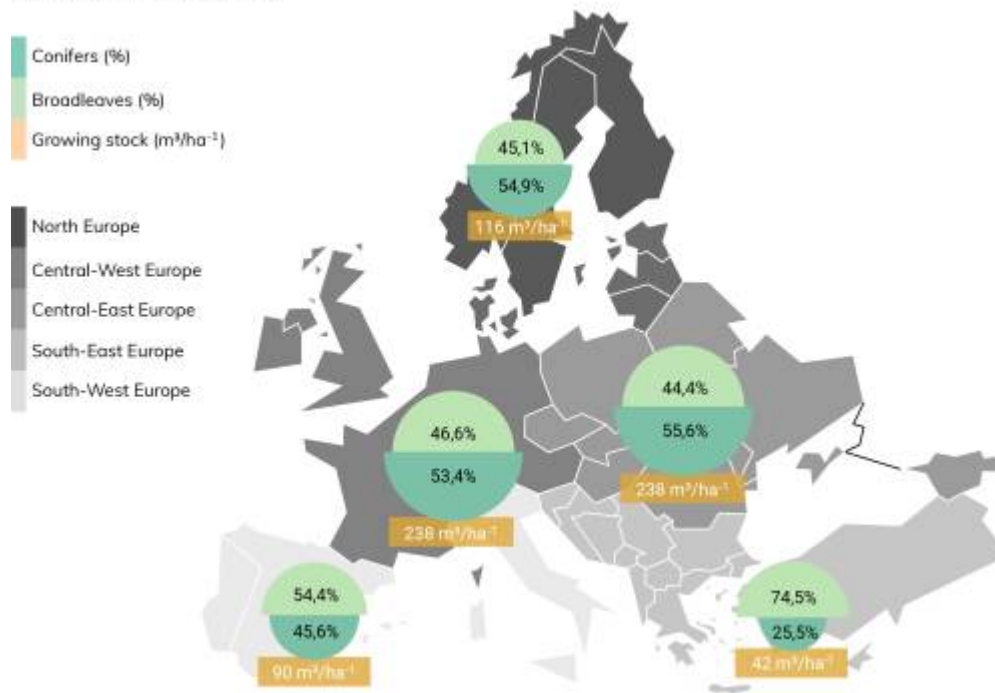 Conifers (%)
Broadleaves (%)
Growing stock (m³/ha⁻¹)
North Europe
Central-West Europe
Central-East Europe
South-East Europe
South-West Europe
45,1%
54,9%
116 m³/ha⁻¹
44,4%
55,6%
238 m³/ha⁻¹
46,6%
53,4%
238 m³/ha⁻¹
54,4%
45,6%
90 m³/ha⁻¹
74,5%
25,5%
42 m³/ha⁻¹